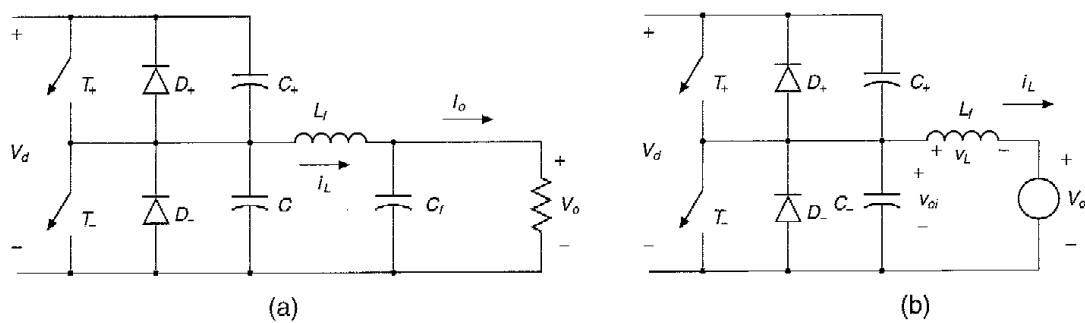 + T₊ D₊ C₊ L_f I_o
V_d i_L + V_o −
− T₋ D₋ C C_f
(a)
+ T₊ D₊ C₊ L_f i_L
V_d + v_L − + V_o −
− T₋ D₋ C₋ + v_oi −
(b)